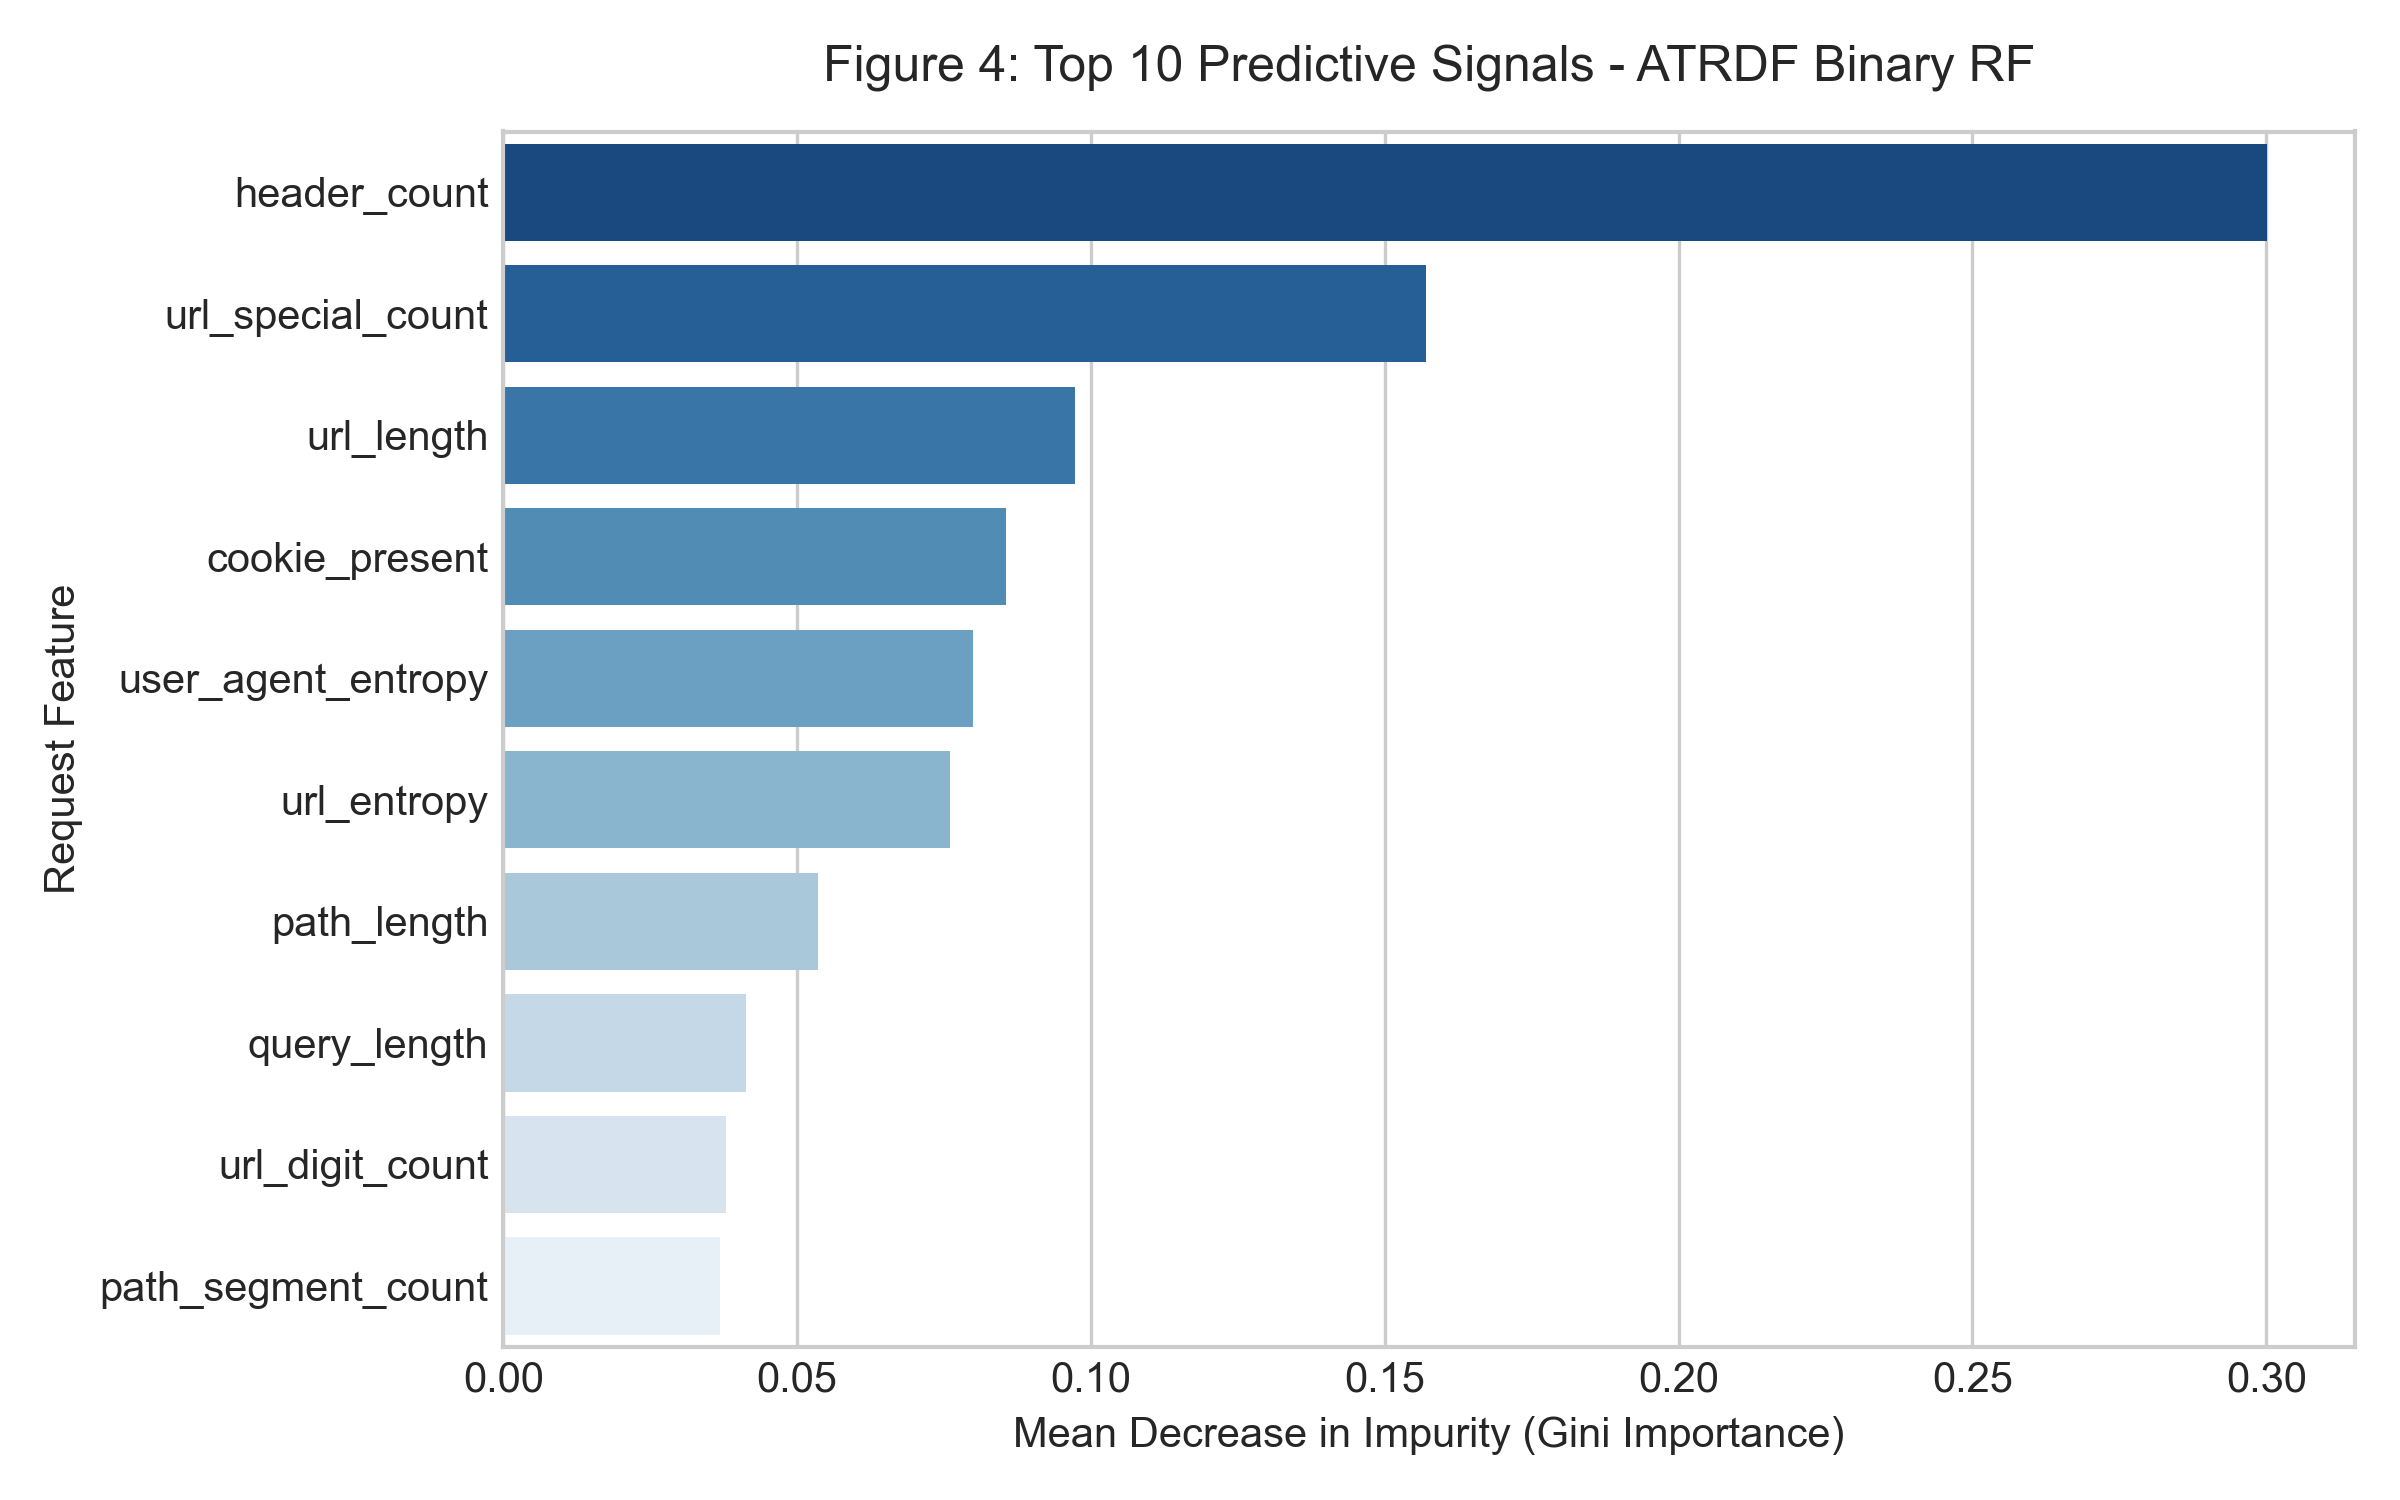 Figure 4: Top 10 Predictive Signals - ATRDF Binary RF
Request Feature
header_count
url_special_count
url_length
cookie_present
user_agent_entropy
url_entropy
path_length
query_length
url_digit_count
path_segment_count
0.00 0.05 0.10 0.15 0.20 0.25 0.30
Mean Decrease in Impurity (Gini Importance)